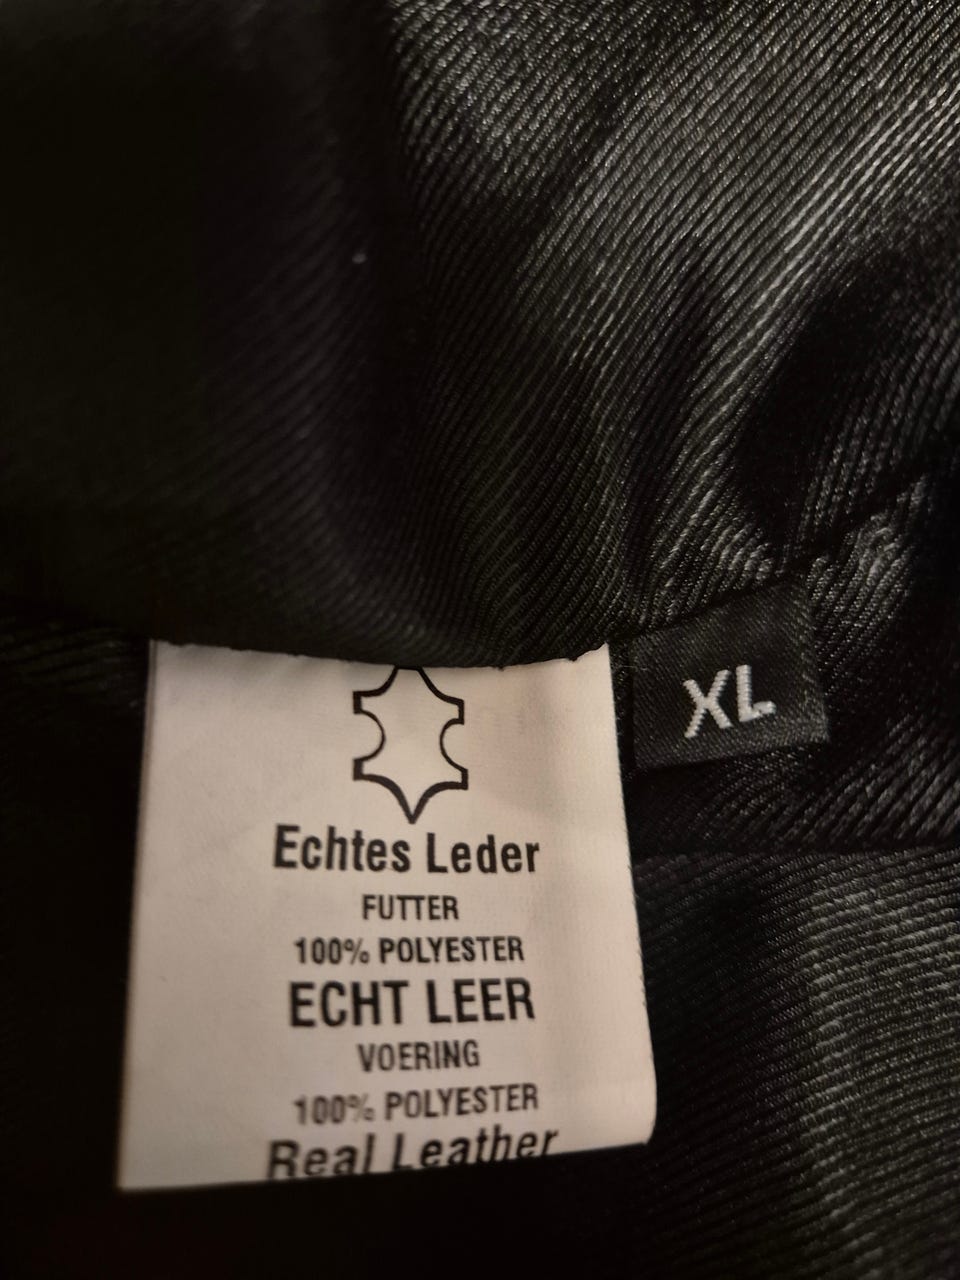 XL
Echtes Leder
FUTTER
100% POLYESTER
ECHT LEER
VOERING
100% POLYESTER
Real Leather